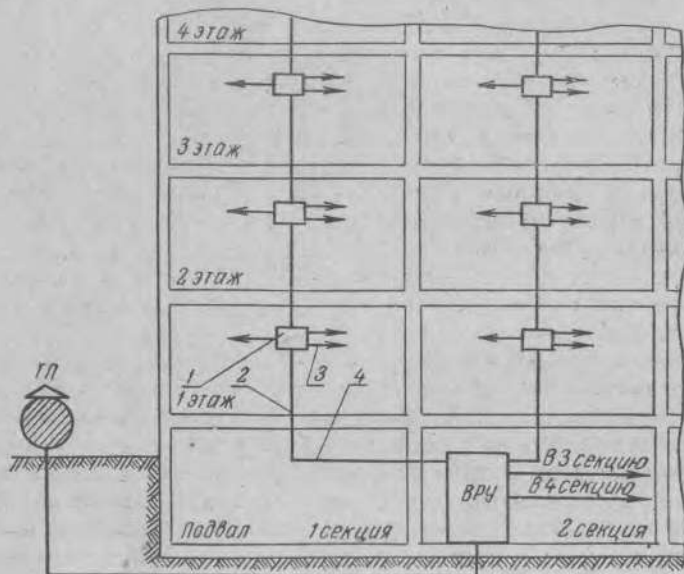 4 этаж
3 этаж
2 этаж
1
2
3
4
1 этаж
ТП
В 3 секцию
В 4 секцию
ВРУ
Подвал
1 секция
2 секция